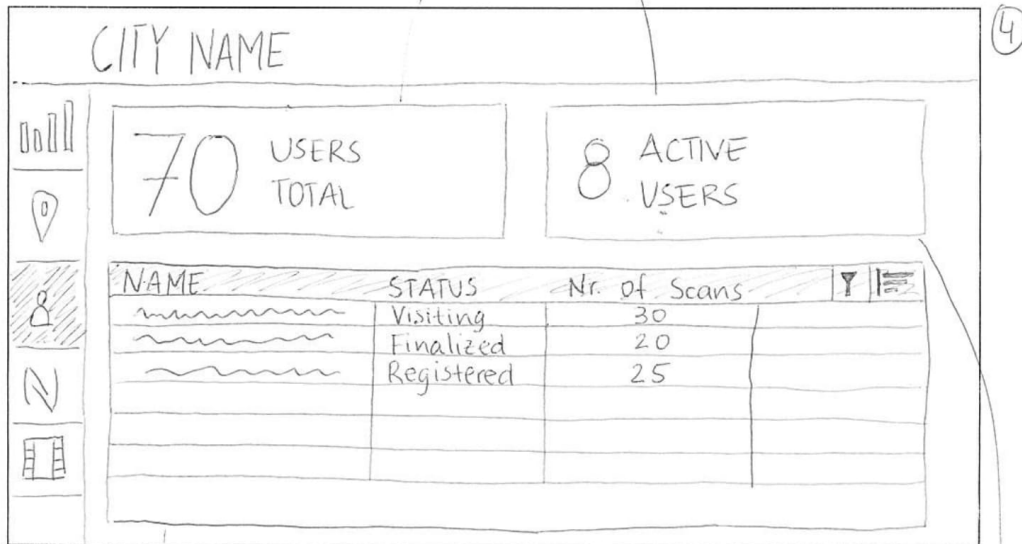 4
CITY NAME
70 USERS TOTAL
8 ACTIVE USERS
NAME STATUS Nr. Of Scans
Visiting 30
Finalized 20
Registered 25